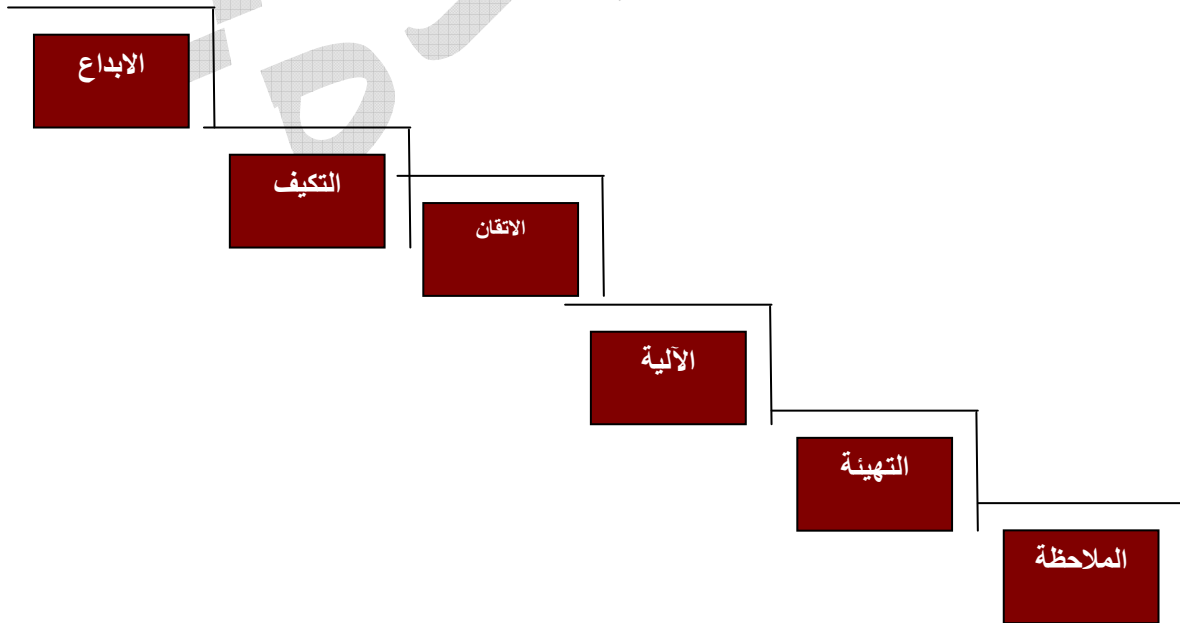 الابداع
التكيف
الاتقان
الآلية
التهيئة
الملاحظة